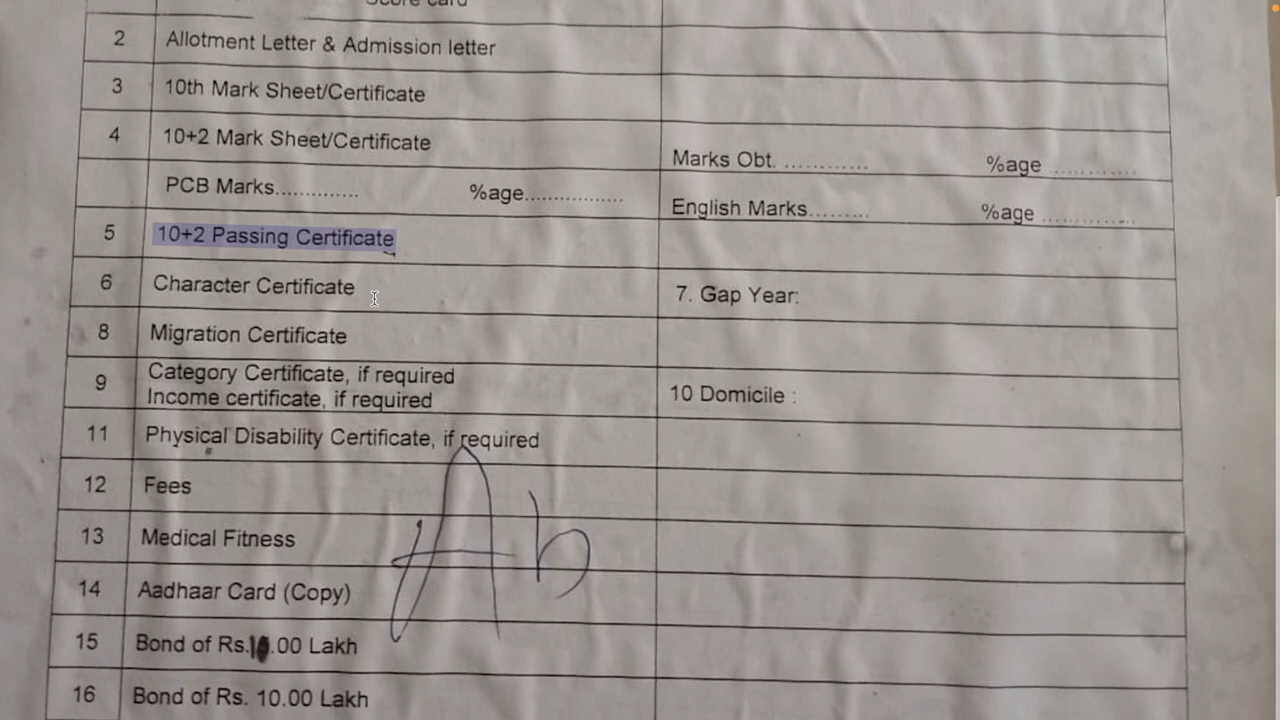 Score card
2 Allotment Letter & Admission letter
3 10th Mark Sheet/Certificate
4 10+2 Mark Sheet/Certificate
Marks Obt. ............ %age ............
PCB Marks............. %age.................
English Marks......... %age .............
5 10+2 Passing Certificate
6 Character Certificate 7. Gap Year:
8 Migration Certificate
9 Category Certificate, if required
Income certificate, if required 10 Domicile :
11 Physical Disability Certificate, if required
12 Fees
13 Medical Fitness
Ab
14 Aadhaar Card (Copy)
15 Bond of Rs. .00 Lakh
16 Bond of Rs. 10.00 Lakh